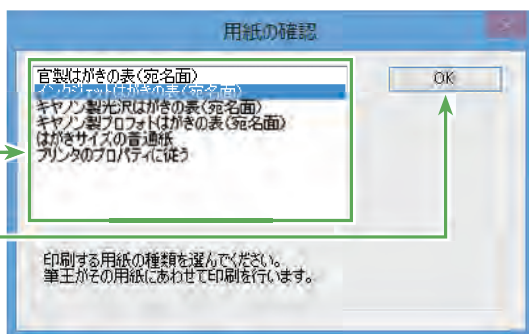 用紙の確認
官製はがきの表(宛名面)
インクジェットはがきの表(宛名面)
キヤノン製光沢はがきの表(宛名面)
キヤノン製プロフォトはがきの表(宛名面)
はがきサイズの普通紙
プリンタのプロパティに従う
OK
印刷する用紙の種類を選んでください。
筆王がその用紙にあわせて印刷を行います。